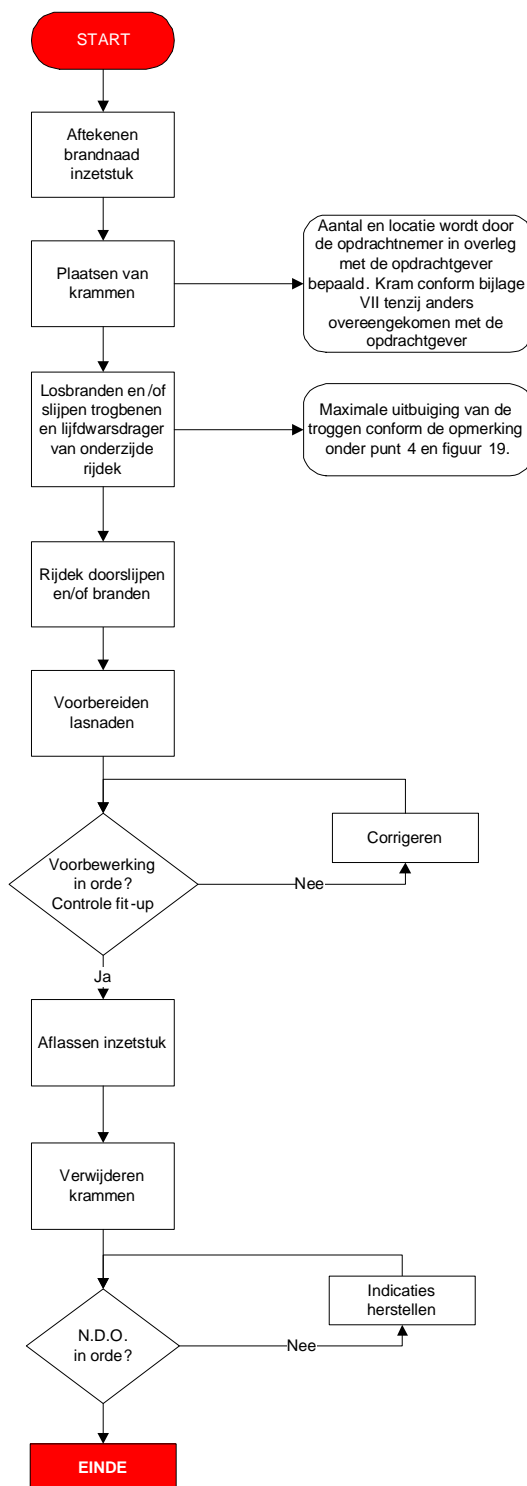 START
Aftekenen
brandnaad
inzetstuk
Plaatsen van
krammen
Aantal en locatie wordt door
de opdrachtnemer in overleg
met de opdrachtgever
bepaald. Kram conform bijlage
VII tenzij anders
overeengekomen met de
opdrachtgever
Losbranden en/of
slijpen trogbenen
en lijfdwarsdrager
van onderzijde
rijdek
Maximale uitbuiging van de
troggen conform de opmerking
onder punt 4 en figuur 19.
Rijdek doorslijpen
en/of branden
Voorbereiden
lasnaden
Corrigeren
Voorbewerking
in orde?
Controle fit-up
Nee
Ja
Aflassen inzetstuk
Verwijderen
krammen
Indicaties
herstellen
N.D.O.
in orde?
Nee
EINDE